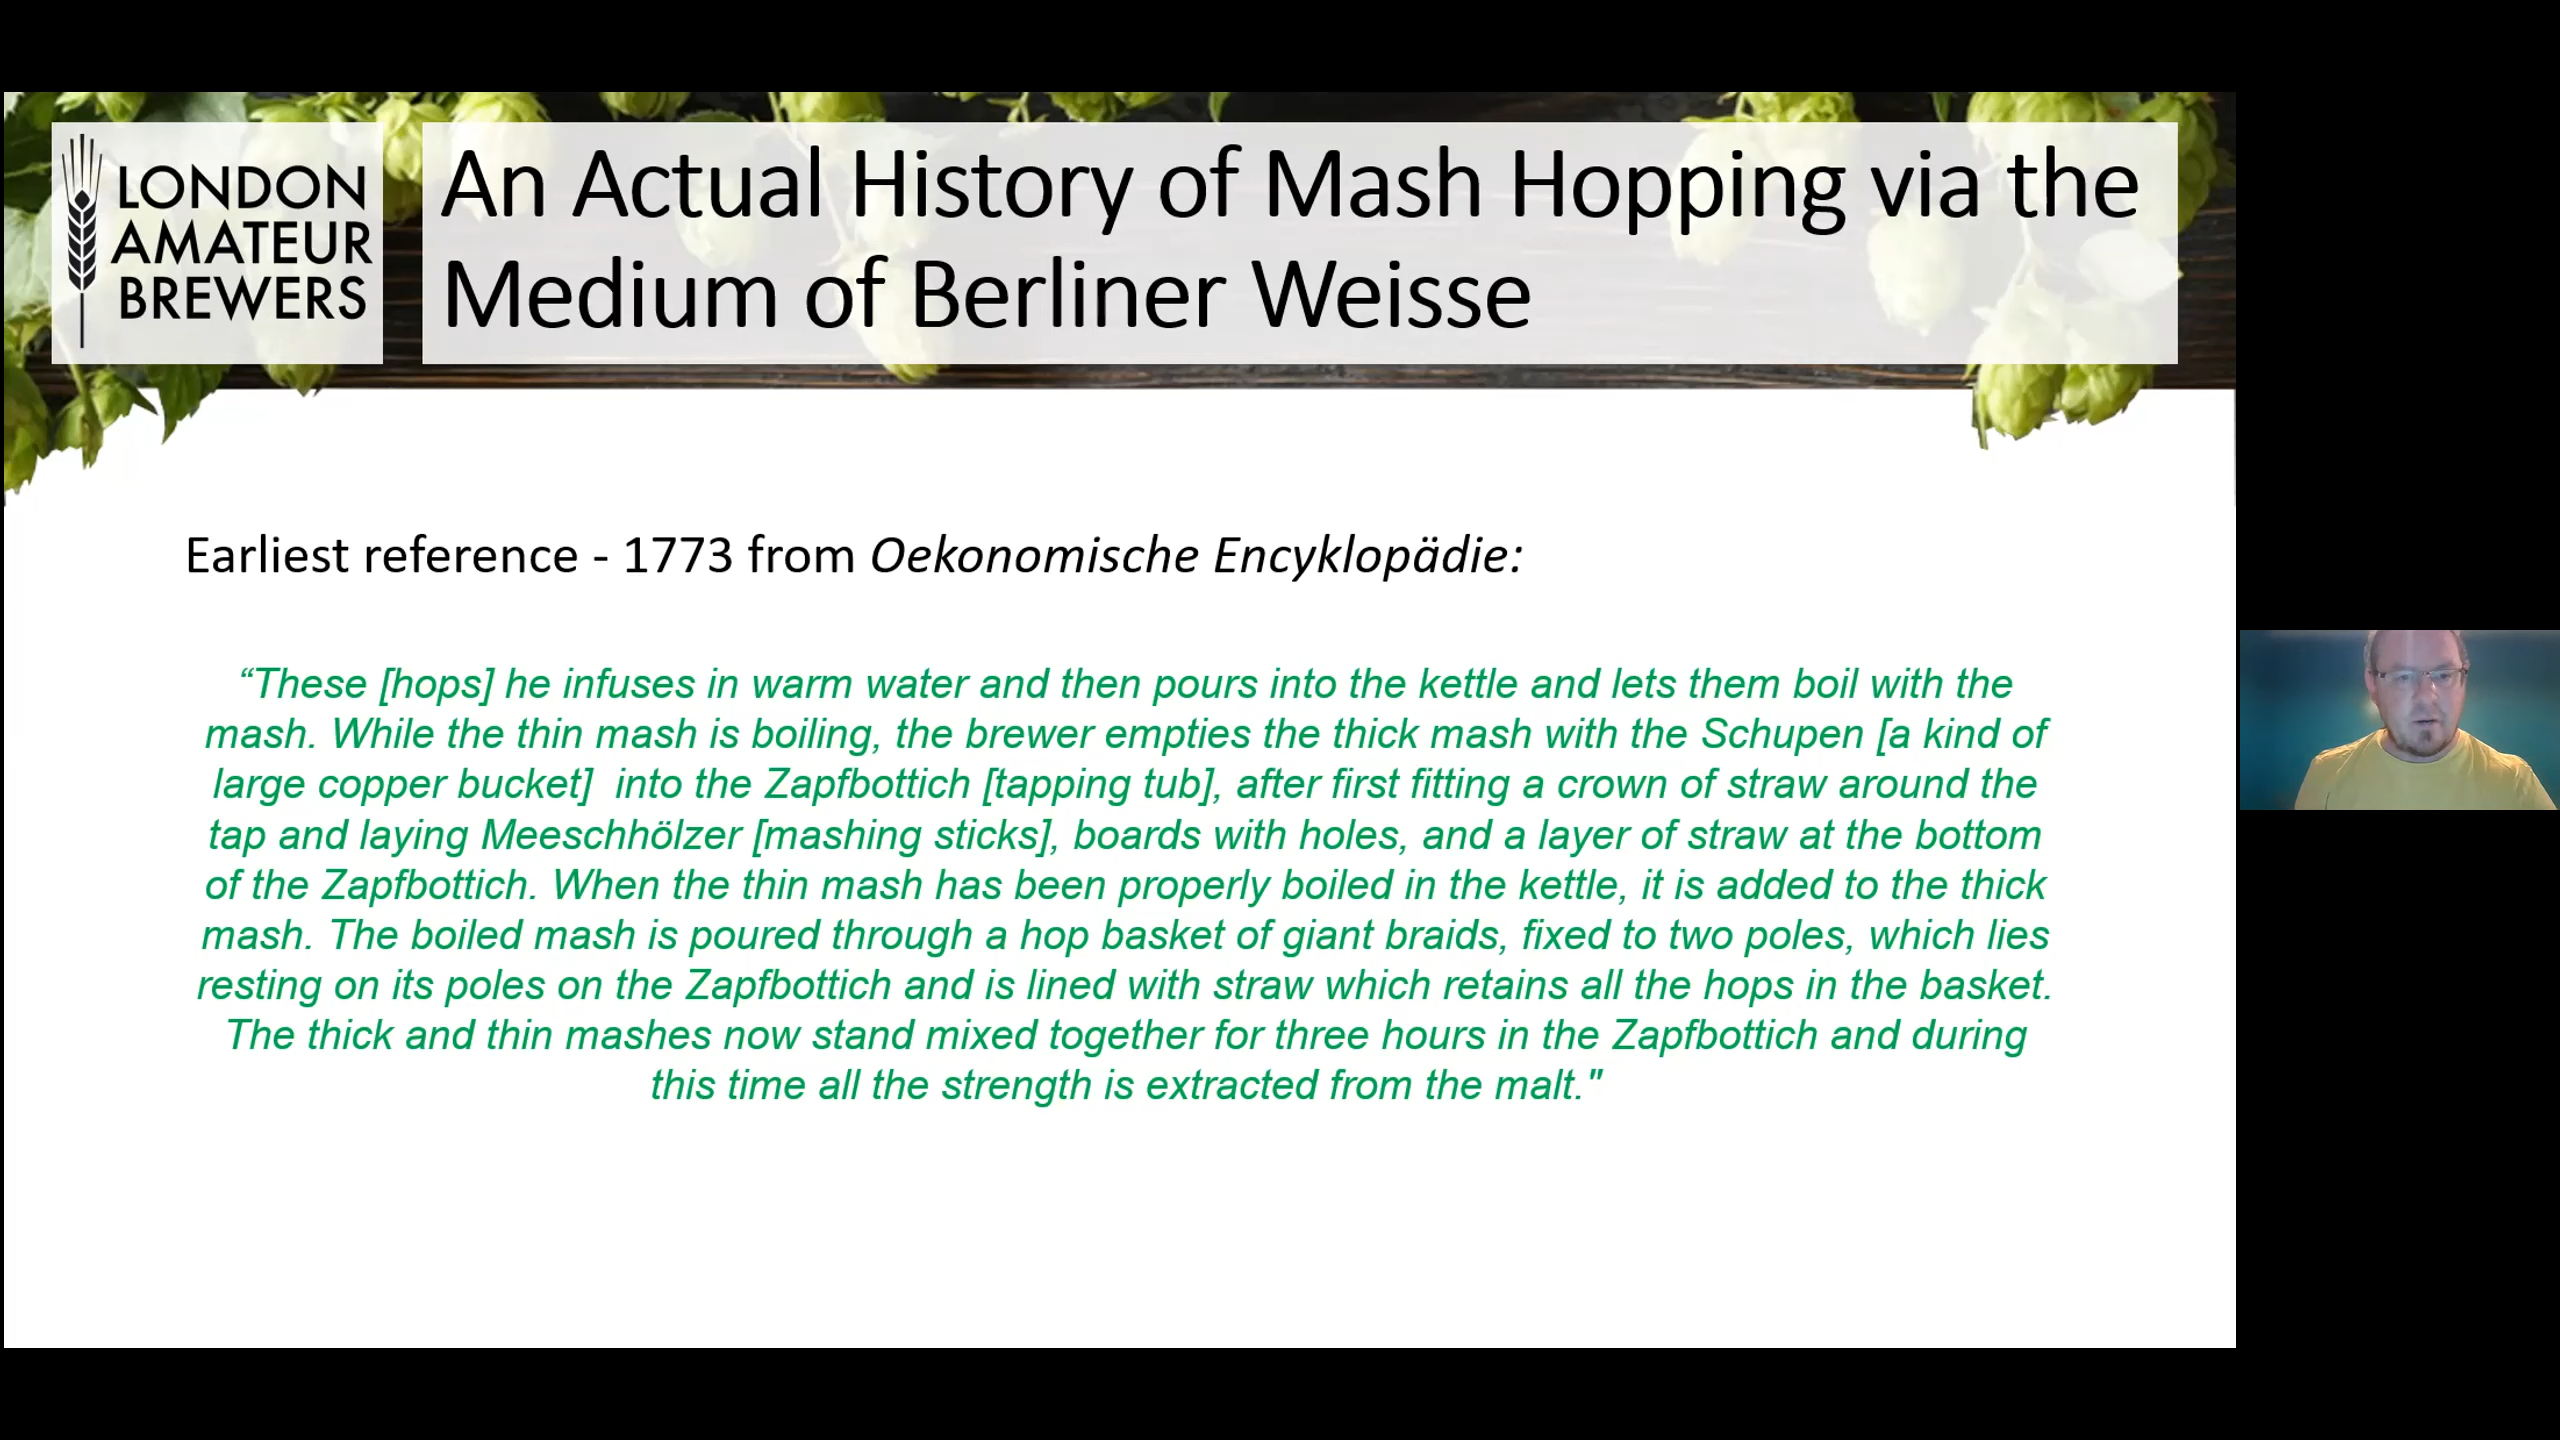 LONDON
AMATEUR
BREWERS
An Actual History of Mash Hopping via the
Medium of Berliner Weisse
Earliest reference - 1773 from Oekonomische Encyklopädie:
“These [hops] he infuses in warm water and then pours into the kettle and lets them boil with the
mash. While the thin mash is boiling, the brewer empties the thick mash with the Schupen [a kind of
large copper bucket]  into the Zapfbottich [tapping tub], after first fitting a crown of straw around the
tap and laying Meeschhölzer [mashing sticks], boards with holes, and a layer of straw at the bottom
of the Zapfbottich. When the thin mash has been properly boiled in the kettle, it is added to the thick
mash. The boiled mash is poured through a hop basket of giant braids, fixed to two poles, which lies
resting on its poles on the Zapfbottich and is lined with straw which retains all the hops in the basket.
The thick and thin mashes now stand mixed together for three hours in the Zapfbottich and during
this time all the strength is extracted from the malt."